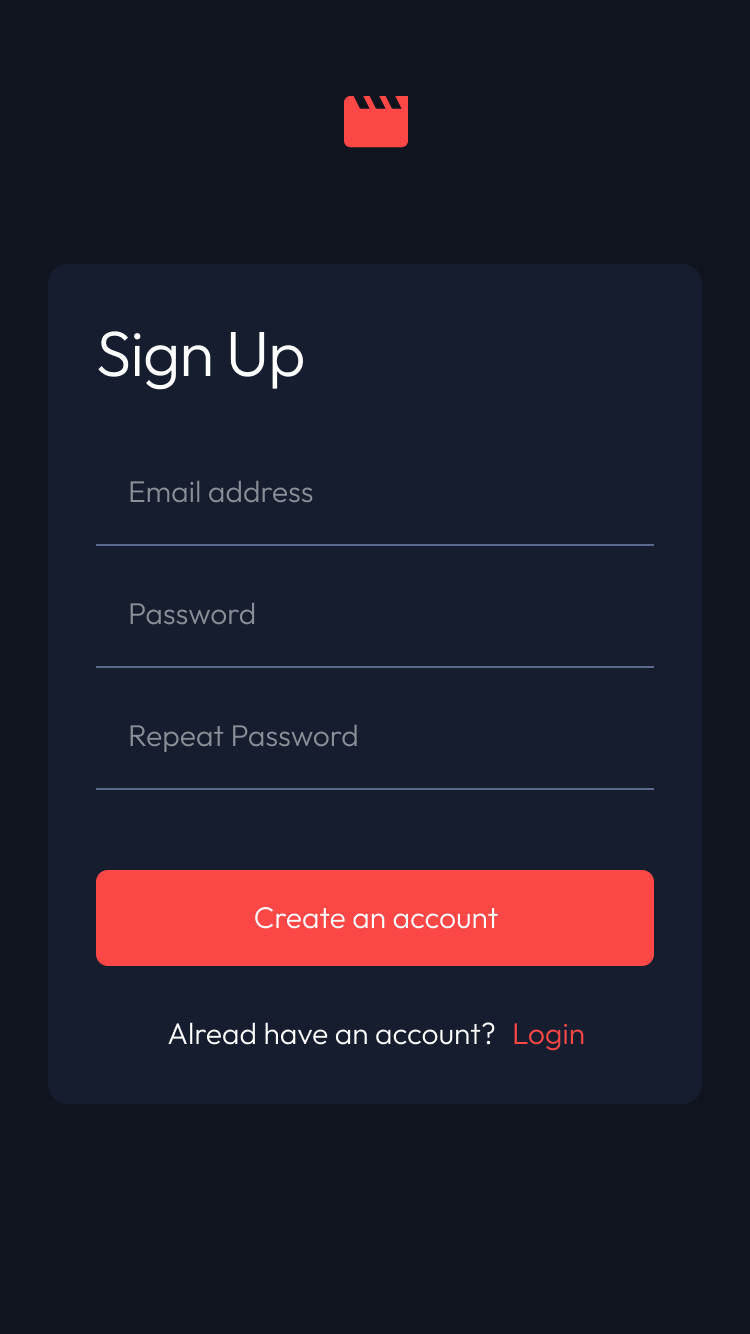 Sign Up
Email address
Password
Repeat Password
Create an account
Alread have an account? Login